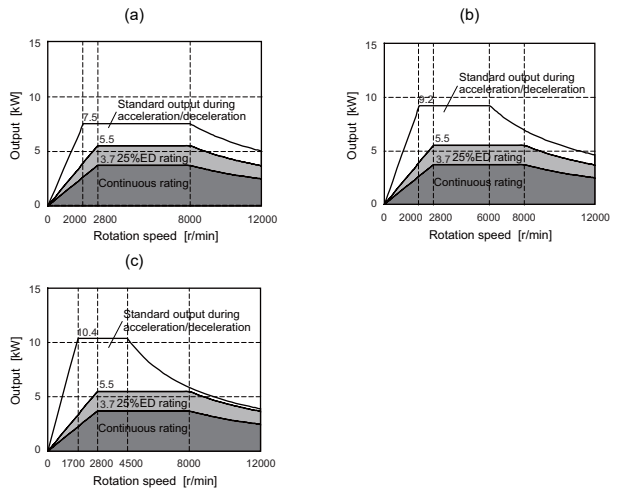 (a)
15
10
5
0
Output [kW]
7.5
Standard output during
acceleration/deceleration
5.5
3.7 25%ED rating
Continuous rating
0 2000 2800 8000 12000
Rotation speed [r/min]
(b)
15
10
5
0
Output [kW]
9.2
Standard output during
acceleration/deceleration
5.5
3.7 25%ED rating
Continuous rating
0 2000 2800 6000 8000 12000
Rotation speed [r/min]
(c)
15
10
5
0
Output [kW]
10.4
Standard output during
acceleration/deceleration
5.5
3.7 25%ED rating
Continuous rating
0 1700 2800 4500 8000 12000
Rotation speed [r/min]